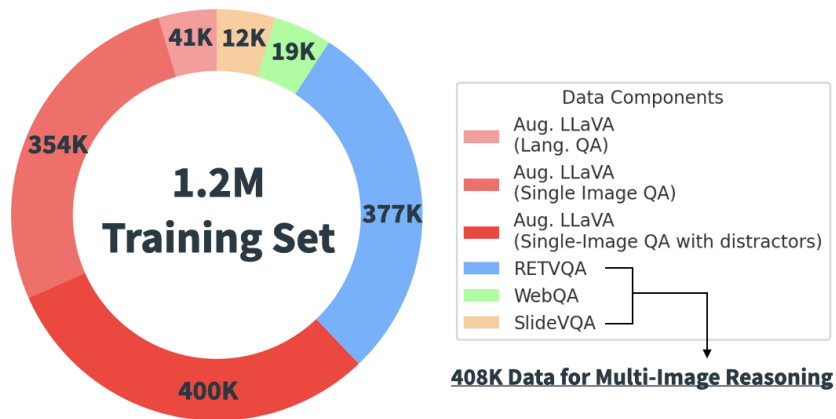 41K
12K
19K
354K
377K
400K
1.2M
Training Set
Data Components
Aug. LLaVA
(Lang. QA)
Aug. LLaVA
(Single Image QA)
Aug. LLaVA
(Single-Image QA with distractors)
RETVQA
WebQA
SlideVQA
408K Data for Multi-Image Reasoning